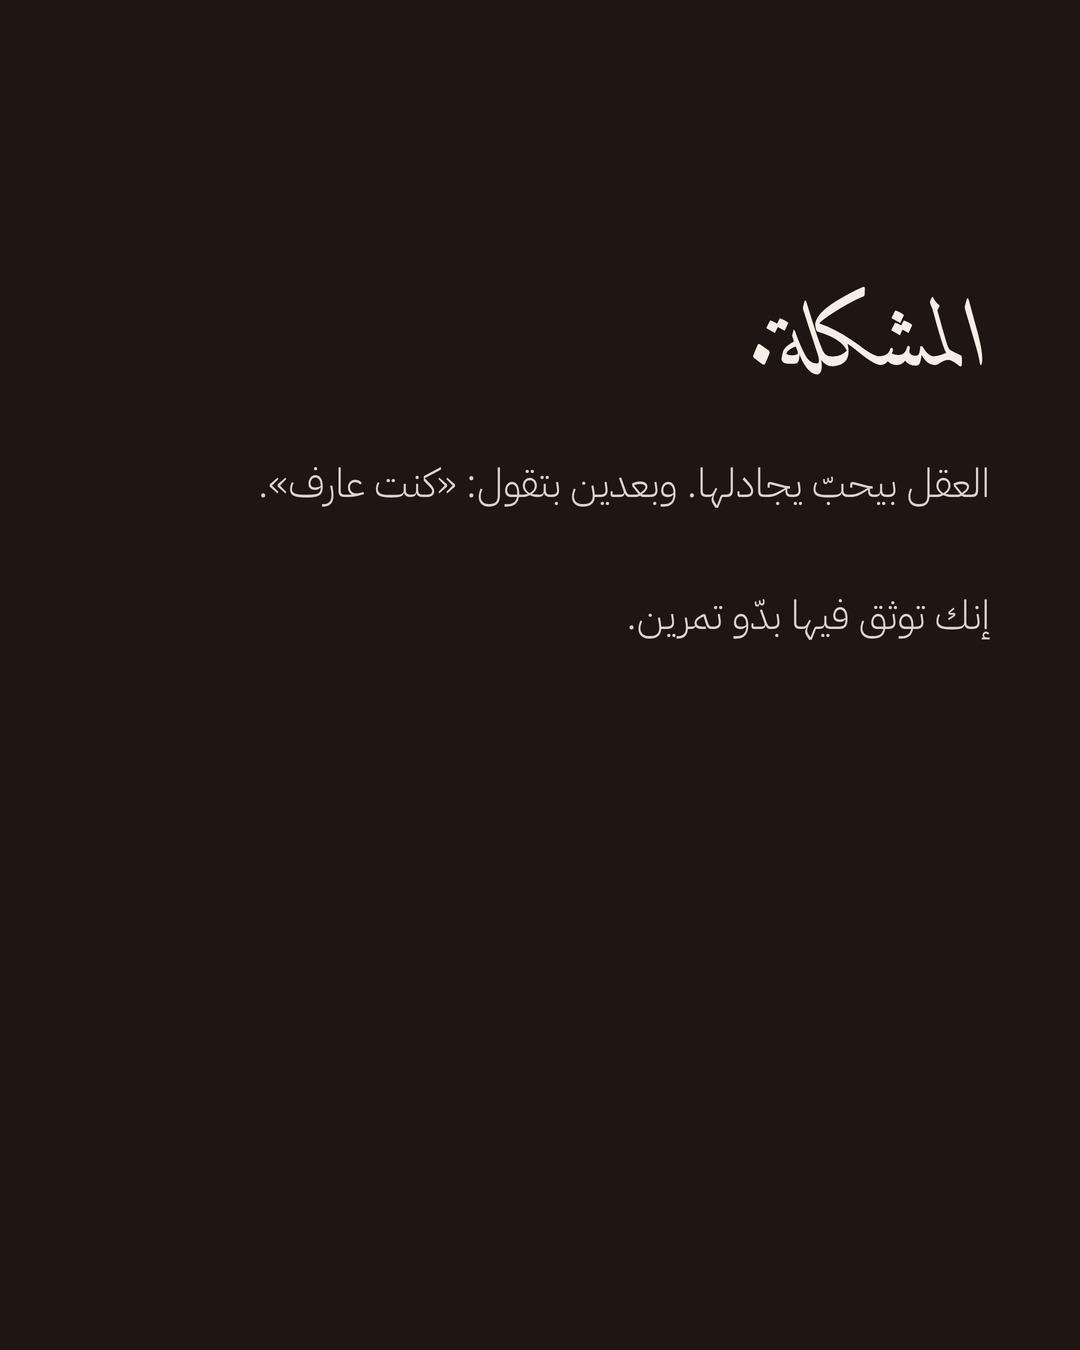 المشكلة:
العقل بيحبّ يجادلها. وبعدين بتقول: «كنت عارف».
إنك توثق فيها بدّو تمرين.